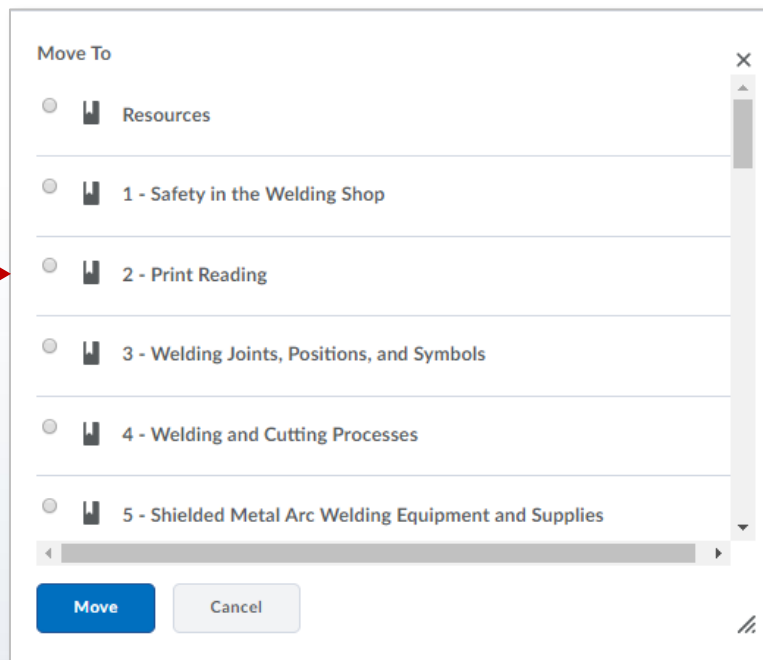 Move To
Resources
1 - Safety in the Welding Shop
2 - Print Reading
3 - Welding Joints, Positions, and Symbols
4 - Welding and Cutting Processes
5 - Shielded Metal Arc Welding Equipment and Supplies
Move Cancel